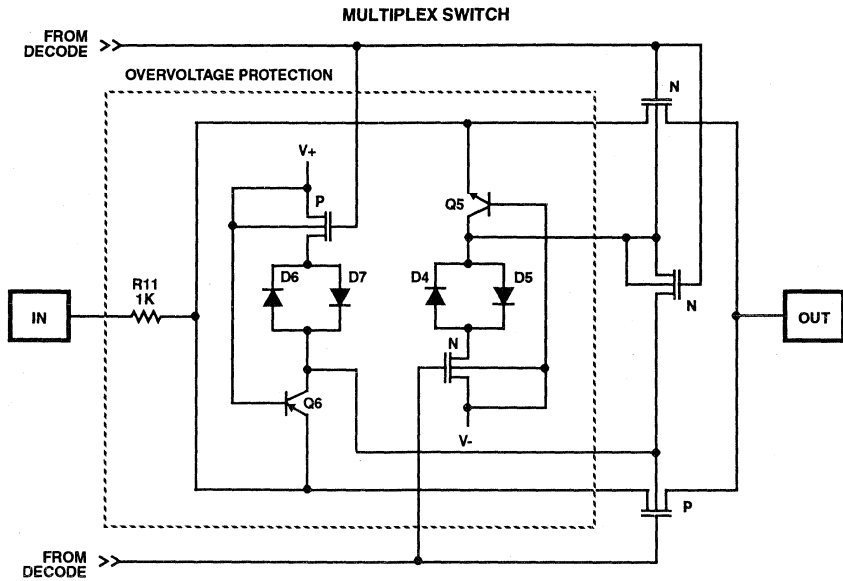 MULTIPLEX SWITCH
FROM
DECODE
OVERVOLTAGE PROTECTION
N
V+
P
Q5
D6
D7
D4
D5
R11
1K
IN
OUT
N
N
Q6
V-
P
FROM
DECODE